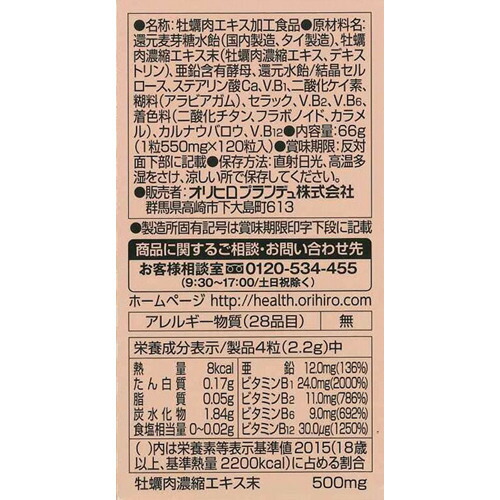 ●名称:牡蠣肉エキス加工食品●原材料名:
還元麦芽糖水飴(国内製造、タイ製造)、牡蠣
肉濃縮エキス末(牡蠣肉濃縮エキス、デキス
トリン)、亜鉛含有酵母、還元水飴/結晶セル
ロース、ステアリン酸Ca、V.B1、二酸化ケイ素、
糊料(アラビアガム)、セラック、V.B2、V.B6、
着色料(二酸化チタン、フラボノイド、カラメ
ル)、カルナウバロウ、V.B12●内容量:66g
(1粒550mg×120粒入)●賞味期限:反対
面下部に記載●保存方法:直射日光、高温多
湿をさけ、涼しい所で保存してください。
●販売者:オリヒロプランデュ株式会社
群馬県高崎市下大島町613
●製造所固有記号は賞味期限印字下段に記載
商品に関するご相談・お問い合わせ先
お客様相談室 0120-534-455
(9:30~17:00/土日祝除く)
ホームページ http://health.orihiro.com
アレルギー物質(28品目) 無
栄養成分表示/製品4粒(2.2g)中
熱量 8kcal 亜鉛 12.0mg(136%)
たん白質 0.17g ビタミンB1 24.0mg(2000%)
脂質 0.05g ビタミンB2 11.0mg(786%)
炭水化物 1.84g ビタミンB6 9.0mg(692%)
食塩相当量 0~0.02g ビタミンB12 30.0μg(1250%)
( )内は栄養素等表示基準値2015(18歳
以上、基準熱量2200kcal)に占める割合
牡蠣肉濃縮エキス末 500mg